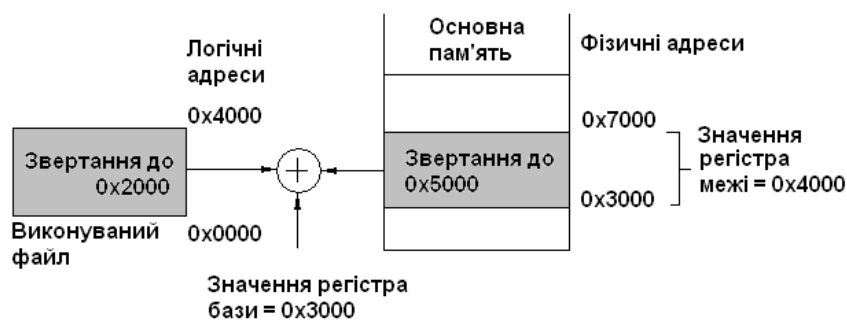 Логічні
адреси
0x4000
Звертання до
0x2000
Виконуваний
файл
0x0000
Значення регістра
бази = 0x3000
Основна
пам'ять
Звертання до
0x5000
Фізичні адреси
0x7000
0x3000
Значення
регістра
межі = 0x4000